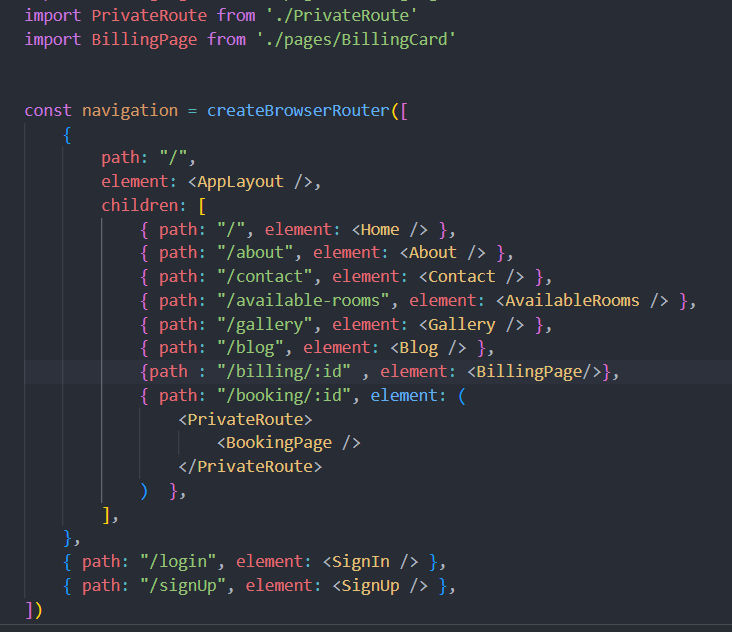 import PrivateRoute from './PrivateRoute'
import BillingPage from './pages/BillingCard'
const navigation = createBrowserRouter([
{
path: "/",
element: <AppLayout />,
children: [
{ path: "/", element: <Home /> },
{ path: "/about", element: <About /> },
{ path: "/contact", element: <Contact /> },
{ path: "/available-rooms", element: <AvailableRooms /> },
{ path: "/gallery", element: <Gallery /> },
{ path: "/blog", element: <Blog /> },
{path : "/billing/:id" , element: <BillingPage/>},
{ path: "/booking/:id", element: (
<PrivateRoute>
<BookingPage />
</PrivateRoute>
)  },
],
},
{ path: "/login", element: <SignIn /> },
{ path: "/signUp", element: <SignUp /> },
])